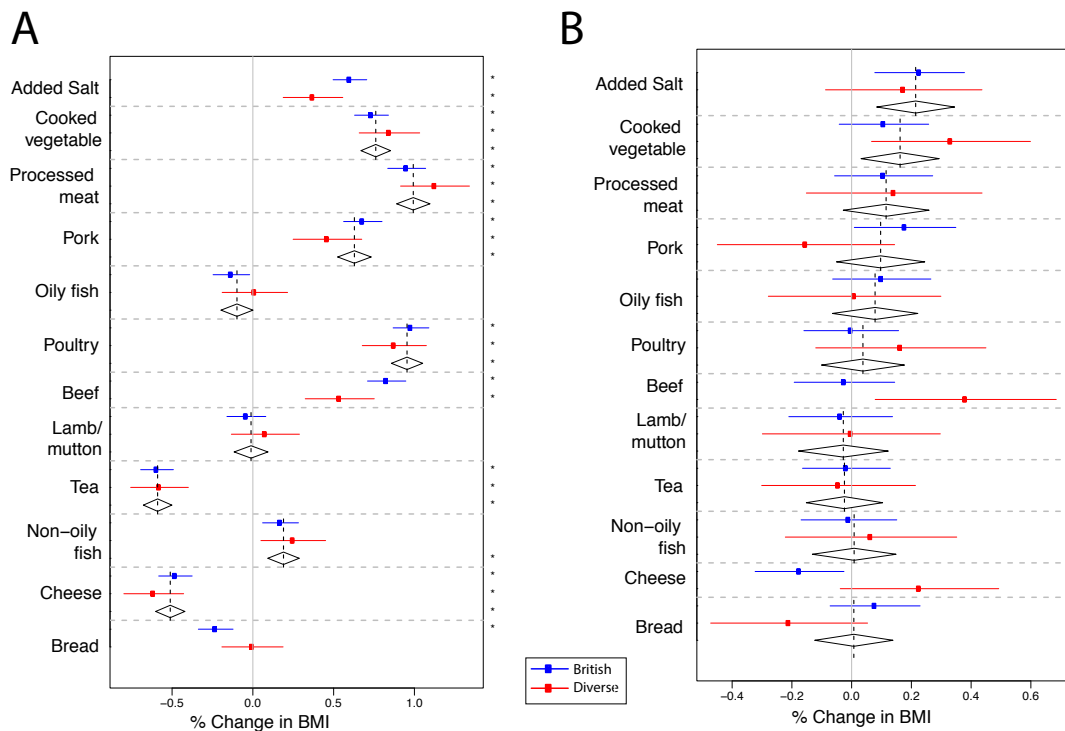 A
Added Salt
*
*
Cooked
vegetable
*
*
*
Processed
meat
*
*
*
Pork
*
*
*
Oily fish
Poultry
*
*
*
Beef
*
*
Lamb/
mutton
Tea
*
*
*
Non−oily
fish
*
Cheese
*
*
*
Bread
*
−0.5
0.0
0.5
1.0
% Change in BMI
British
Diverse
B
Added Salt
Cooked
vegetable
Processed
meat
Pork
Oily fish
Poultry
Beef
Lamb/
mutton
Tea
Non−oily
fish
Cheese
Bread
−0.4
−0.2
0.0
0.2
0.4
0.6
% Change in BMI